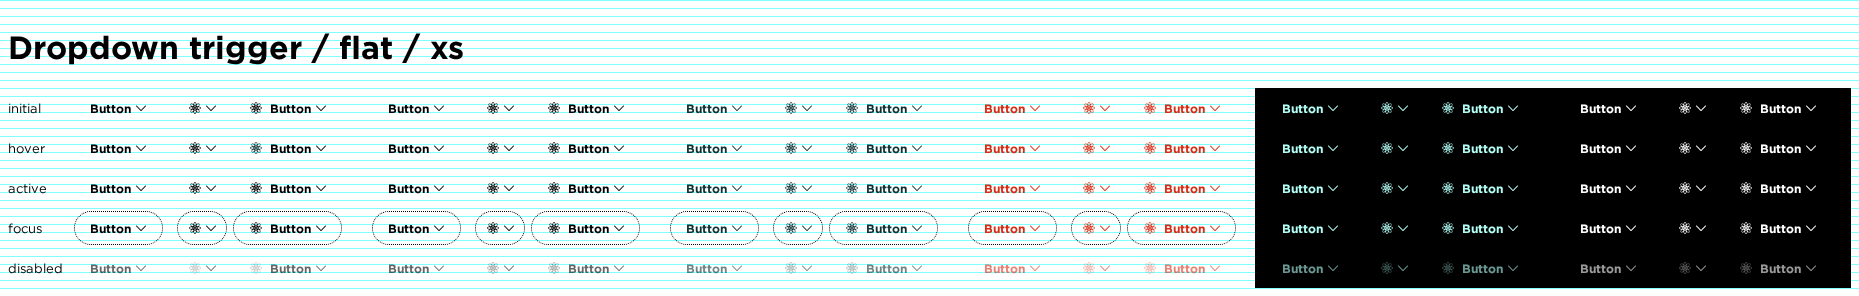 Dropdown trigger / flat / xs
initial Button Button Button Button Button Button Button Button Button Button Button Button
hover Button Button Button Button Button Button Button Button Button Button Button Button
active Button Button Button Button Button Button Button Button Button Button Button Button
focus Button Button Button Button Button Button Button Button Button Button Button Button
disabled Button Button Button Button Button Button Button Button Button Button Button Button